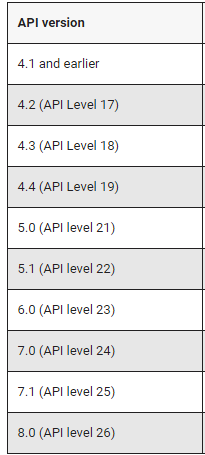 API version
4.1 and earlier
4.2 (API Level 17)
4.3 (API Level 18)
4.4 (API Level 19)
5.0 (API level 21)
5.1 (API level 22)
6.0 (API level 23)
7.0 (API level 24)
7.1 (API level 25)
8.0 (API level 26)